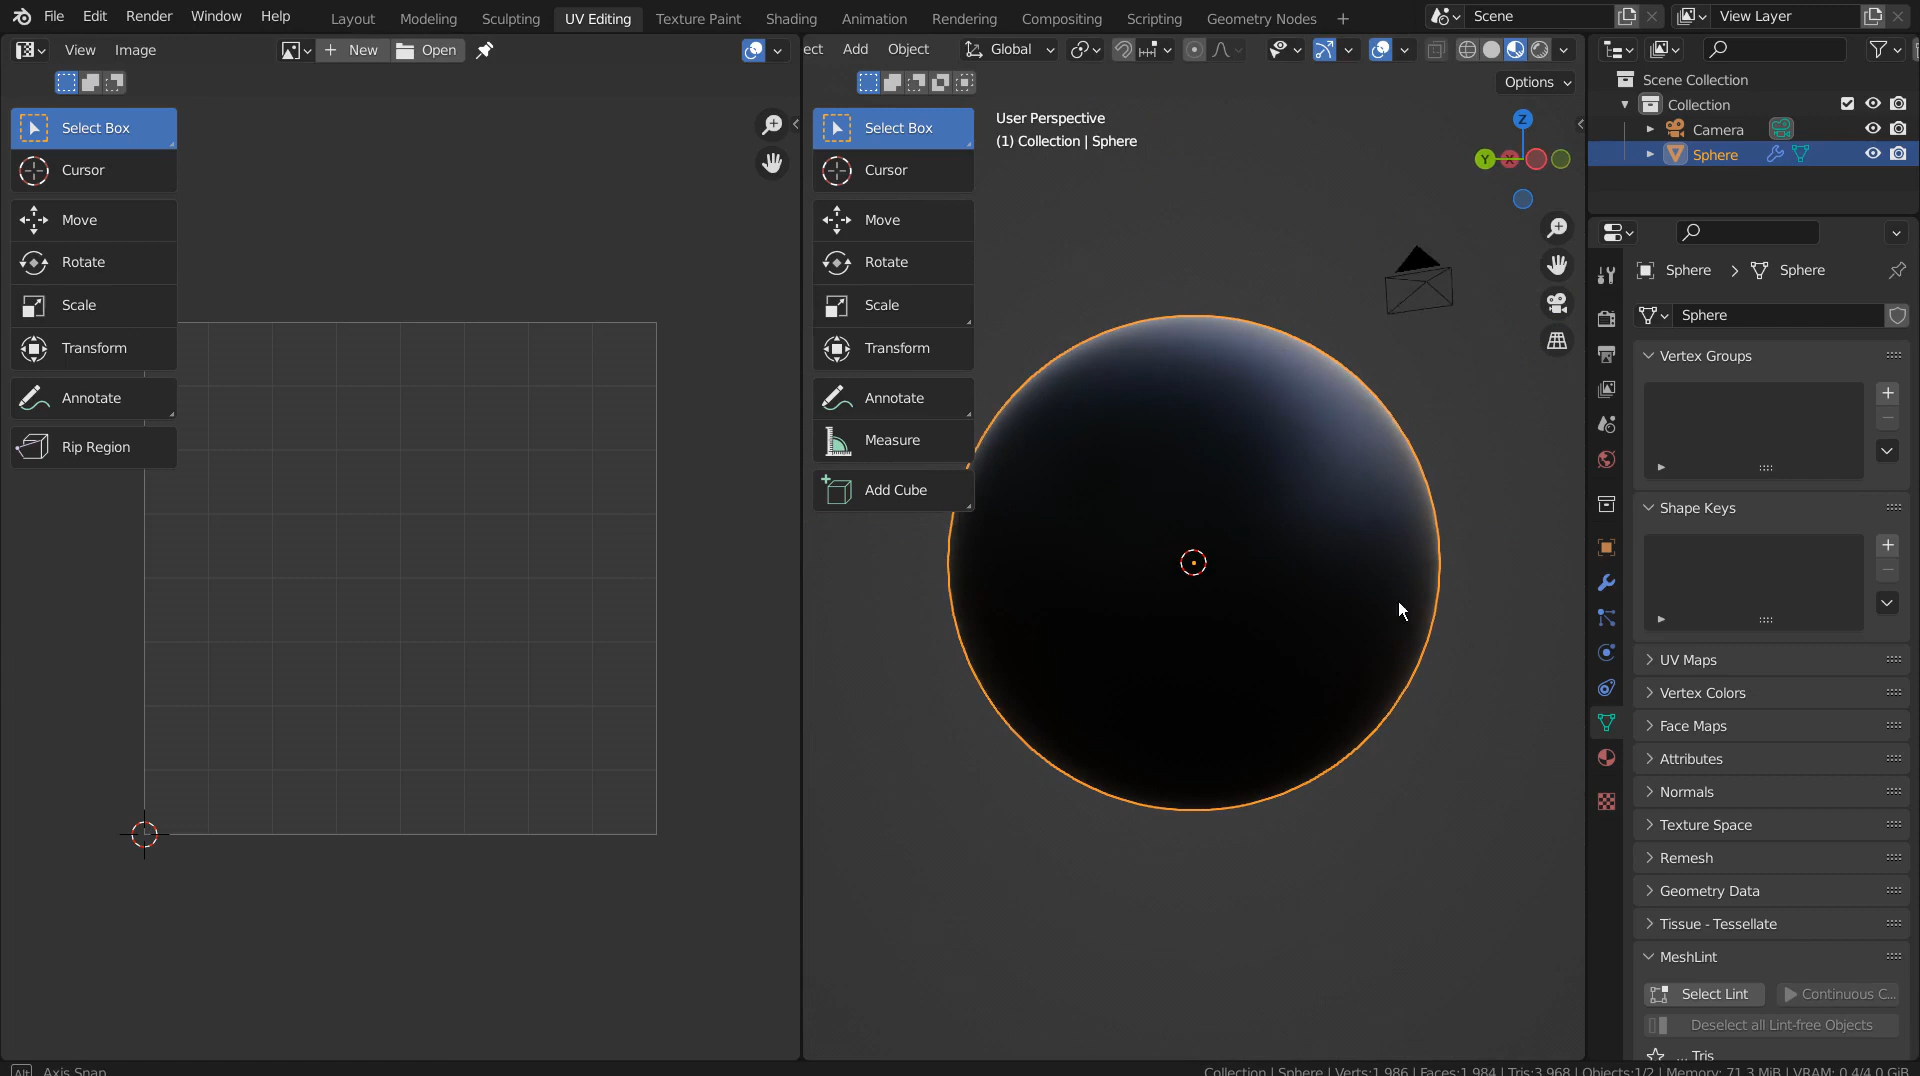 File Edit Render Window Help Layout Modeling Sculpting UV Editing Texture Paint Shading Animation Rendering Compositing Scripting Geometry Nodes + Scene View Layer
View Image New Open ect Add Object Global
Options
Scene Collection
Collection
Camera
Sphere
Select Box
Cursor
Move
Rotate
Scale
Transform
Annotate
Rip Region
Select Box
Cursor
Move
Rotate
Scale
Transform
Annotate
Measure
Add Cube
User Perspective
(1) Collection | Sphere
Z
Y
X
Sphere > Sphere
Sphere
Vertex Groups
Shape Keys
UV Maps
Vertex Colors
Face Maps
Attributes
Normals
Texture Space
Remesh
Geometry Data
Tissue - Tessellate
MeshLint
Select Lint Continuous C...
Deselect all Lint-free Objects
... Tris
Alt Axis Snap
Collection | Sphere | Verts:1,986 | Faces:1,984 | Tris:3,968 | Objects:1/2 | Memory: 71.3 MiB | VRAM: 0.4/4.0 GiB